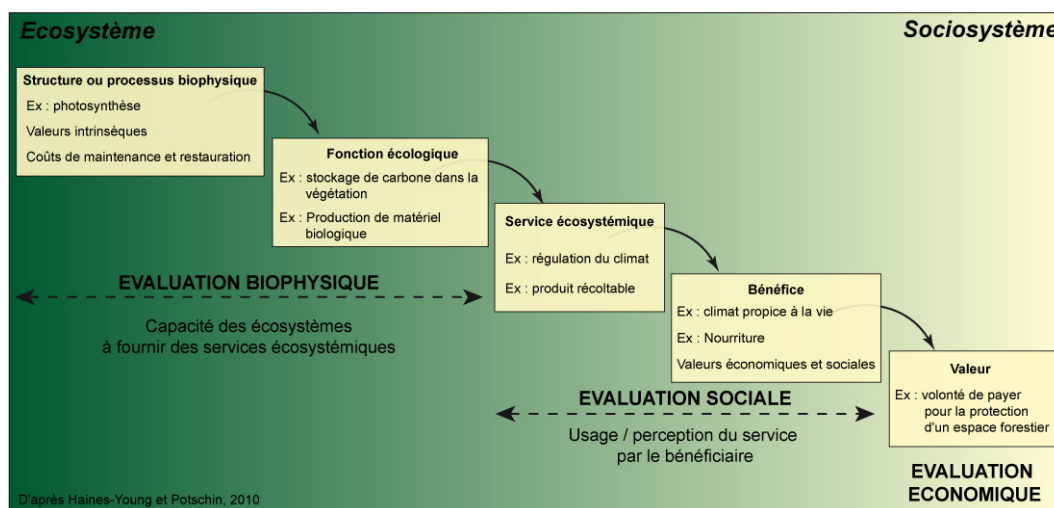 Ecosystème
Sociosystème
Structure ou processus biophysique
Ex : photosynthèse
Valeurs intrinsèques
Coûts de maintenance et restauration
Fonction écologique
Ex : stockage de carbone dans la
végétation
Ex : Production de matériel
biologique
Service écosystémique
Ex : régulation du climat
Ex : produit récoltable
EVALUATION BIOPHYSIQUE
Capacité des écosystèmes
à fournir des services écosystémiques
Bénéfice
Ex : climat propice à la vie
Ex : Nourriture
Valeurs économiques et sociales
Valeur
Ex : volonté de payer
pour la protection
d'un espace forestier
EVALUATION SOCIALE
Usage / perception du service
par le bénéficiaire
EVALUATION
ECONOMIQUE
D'après Haines-Young et Potschin, 2010